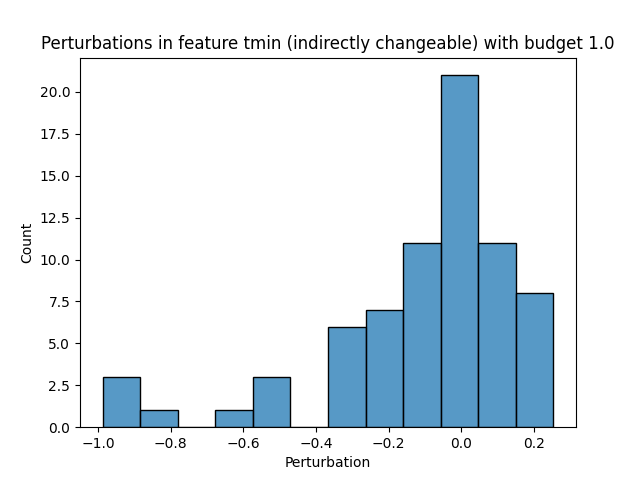 Perturbations in feature tmin (indirectly changeable) with budget 1.0
20.0
17.5
15.0
12.5
10.0
7.5
5.0
2.5
0.0
Count
−1.0 −0.8 −0.6 −0.4 −0.2 0.0 0.2
Perturbation